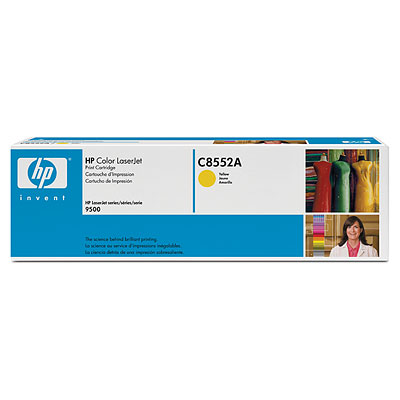 hp
invent
HP Color LaserJet
Print Cartridge
Cartouche d'impression
Cartucho de impresión
HP LaserJet series/séries/serie
9500
C8552A
Yellow
Jaune
Amarillo
The science behind brilliant printing.
La science au service d'impressions inégalables.
La ciencia detrás de una impresión sobresaliente.